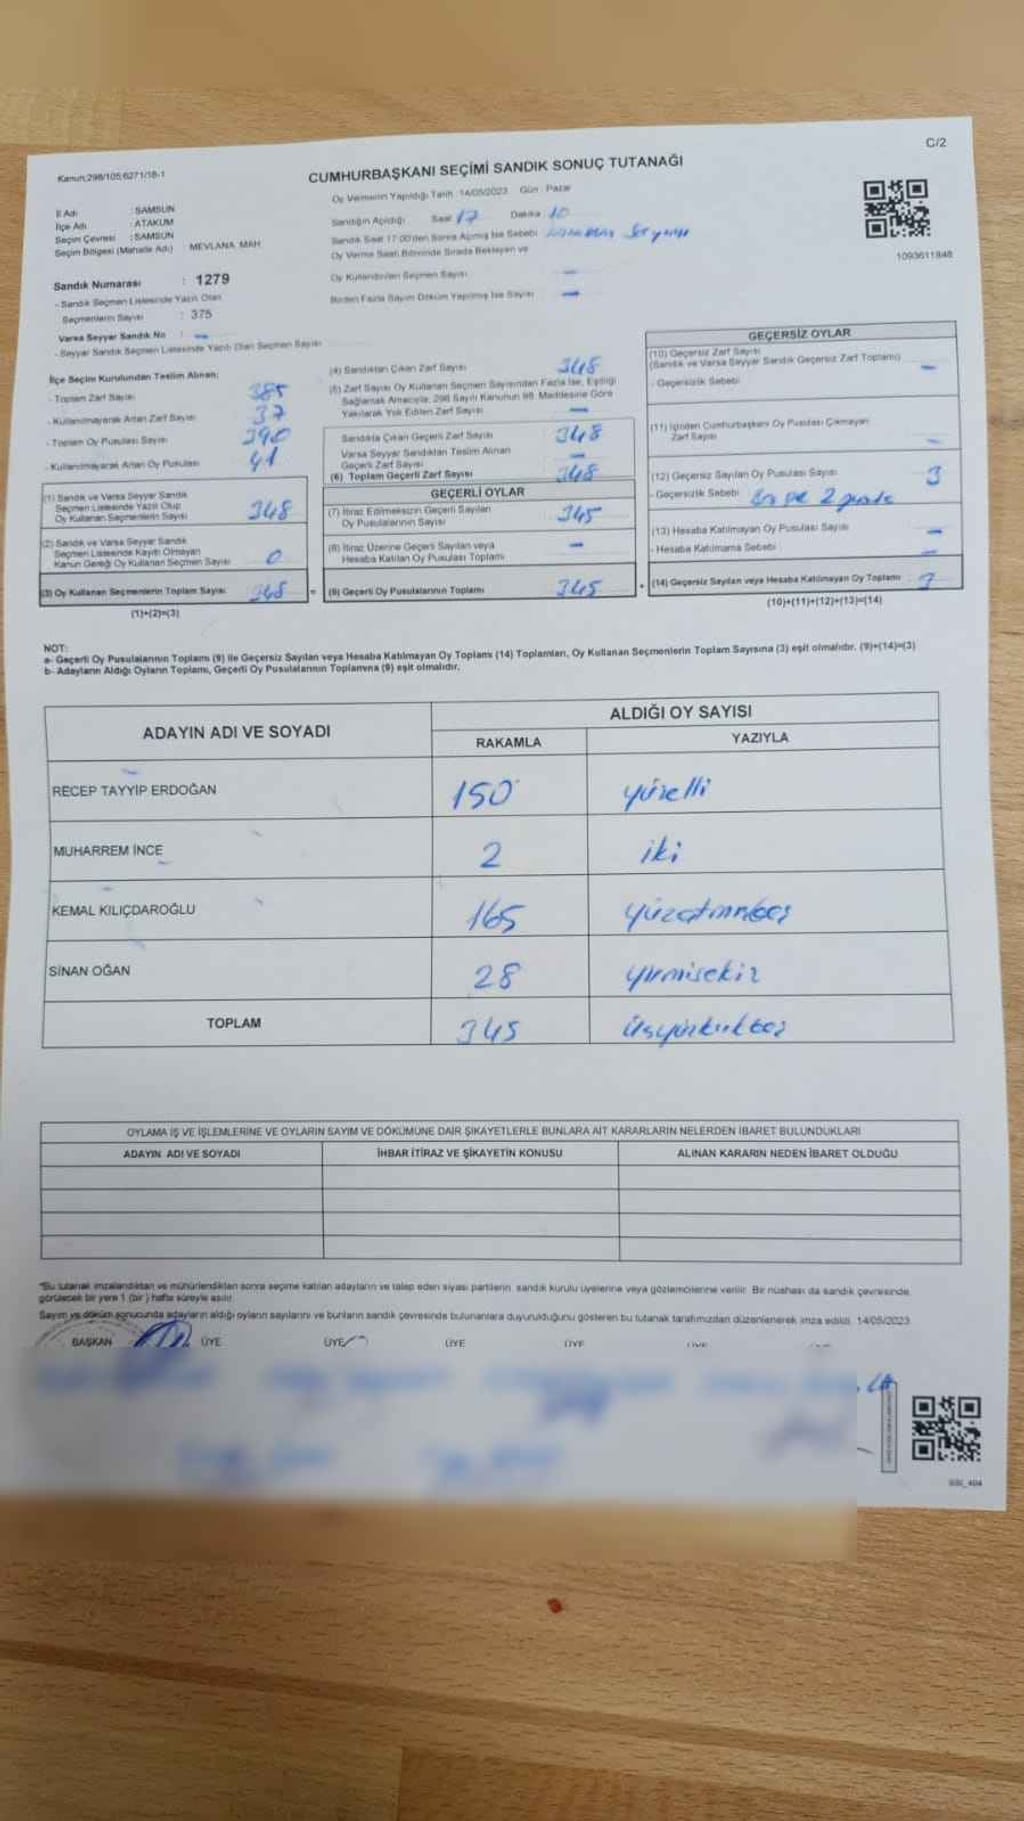 C/2
Kanun;298/105;6271/18-1
CUMHURBAŞKANI SEÇİMİ SANDIK SONUÇ TUTANAĞI
Oy Vermenin Yapıldığı Tarih : 14/05/2023 Gün : Pazar
İl Adı : SAMSUN
İlçe Adı : ATAKUM
Seçim Çevresi : SAMSUN
Seçim Bölgesi (Mahalle Adı) MEVLANA MAH.
Sandığın Açıldığı Saat 17 Dakika 10
Sandık Saat 17:00'den Sonra Açılmış İse Sebebi
Oy Verme Saati Bitiminde Sırada Bekleyen ve
Oy Kullandırılan Seçmen Sayısı —
Birden Fazla Sayım Döküm Yapılmış İse Sayısı —
1093611848
Sandık Numarası : 1279
- Sandık Seçmen Listesinde Yazılı Olan
Seçmenlerin Sayısı : 375
Varsa Seyyar Sandık No : —
- Seyyar Sandık Seçmen Listesinde Yazılı Olan Seçmen Sayısı
İlçe Seçim Kurulundan Teslim Alınan;
- Toplam Zarf Sayısı 385
- Kullanılmayarak Artan Zarf Sayısı 37
- Toplam Oy Pusulası Sayısı 390
- Kullanılmayarak Artan Oy Pusulası 41
(1) Sandık ve Varsa Seyyar Sandık
Seçmen Listesinde Yazılı Olup
Oy Kullanan Seçmenlerin Sayısı 348
(2) Sandık ve Varsa Seyyar Sandık
Seçmen Listesinde Kayıtlı Olmayan
Kanun Gereği Oy Kullanan Seçmen Sayısı 0
(3) Oy Kullanan Seçmenlerin Toplam Sayısı 348
(1)+(2)=(3)
(4) Sandıktan Çıkan Zarf Sayısı 348
(5) Zarf Sayısı Oy Kullanan Seçmen Sayısından Fazla İse, Eşitliği
Sağlamak Amacıyla; 298 Sayılı Kanunun 98. Maddesine Göre
Yakılarak Yok Edilen Zarf Sayısı —
Sandıkta Çıkan Geçerli Zarf Sayısı 348
Varsa Seyyar Sandıktan Teslim Alınan
Geçerli Zarf Sayısı —
(6) Toplam Geçerli Zarf Sayısı 348
GEÇERLİ OYLAR
(7) İtiraz Edilmeksizin Geçerli Sayılan
Oy Pusulalarının Sayısı 345
(8) İtiraz Üzerine Geçerli Sayılan veya
Hesaba Katılan Oy Pusulası Toplamı —
= (9) Geçerli Oy Pusulalarının Toplamı 345 +
GEÇERSİZ OYLAR
(10) Geçersiz Zarf Sayısı
(Sandık ve Varsa Seyyar Sandık Geçersiz Zarf Toplamı) —
- Geçersizlik Sebebi
(11) İçinden Cumhurbaşkanı Oy Pusulası Çıkmayan
Zarf Sayısı —
(12) Geçersiz Sayılan Oy Pusulası Sayısı 3
- Geçersizlik Sebebi
(13) Hesaba Katılmayan Oy Pusulası Sayısı —
- Hesaba Katılmama Sebebi —
(14) Geçersiz Sayılan veya Hesaba Katılmayan Oy Toplamı 3
(10)+(11)+(12)+(13)=(14)
NOT:
a- Geçerli Oy Pusulalarının Toplamı (9) ile Geçersiz Sayılan veya Hesaba Katılmayan Oy Toplamı (14) Toplamları, Oy Kullanan Seçmenlerin Toplam Sayısına (3) eşit olmalıdır. (9)+(14)=(3)
b- Adayların Aldığı Oyların Toplamı, Geçerli Oy Pusulalarının Toplamına (9) eşit olmalıdır.
ADAYIN ADI VE SOYADI ALDIĞI OY SAYISI
RAKAMLA YAZIYLA
RECEP TAYYİP ERDOĞAN 150 yüzelli
MUHARREM İNCE 2 iki
KEMAL KILIÇDAROĞLU 165 yüzatmışbeş
SİNAN OĞAN 28 yirmisekiz
TOPLAM 345 üçyüzkırkbeş
OYLAMA İŞ VE İŞLEMLERİNE VE OYLARIN SAYIM VE DÖKÜMÜNE DAİR ŞİKAYETLERLE BUNLARA AİT KARARLARIN NELERDEN İBARET BULUNDUKLARI
ADAYIN ADI VE SOYADI İHBAR İTİRAZ VE ŞİKAYETİN KONUSU ALINAN KARARIN NEDEN İBARET OLDUĞU
*Bu tutanak imzalandıktan ve mühürlendikten sonra seçime katılan adayların ve talep eden siyasi partilerin sandık kurulu üyelerine veya gözlemcilerine verilir. Bir nüshası da sandık çevresinde,
görülecek bir yere 1 (bir) hafta süreyle asılır.
Sayım ve döküm sonucunda adayların aldığı oyların sayılarını ve bunların sandık çevresinde bulunanlara duyurulduğunu gösteren bu tutanak tarafımızdan düzenlenerek imza edildi. 14/05/2023
BAŞKAN ÜYE ÜYE ÜYE ÜYE ÜYE